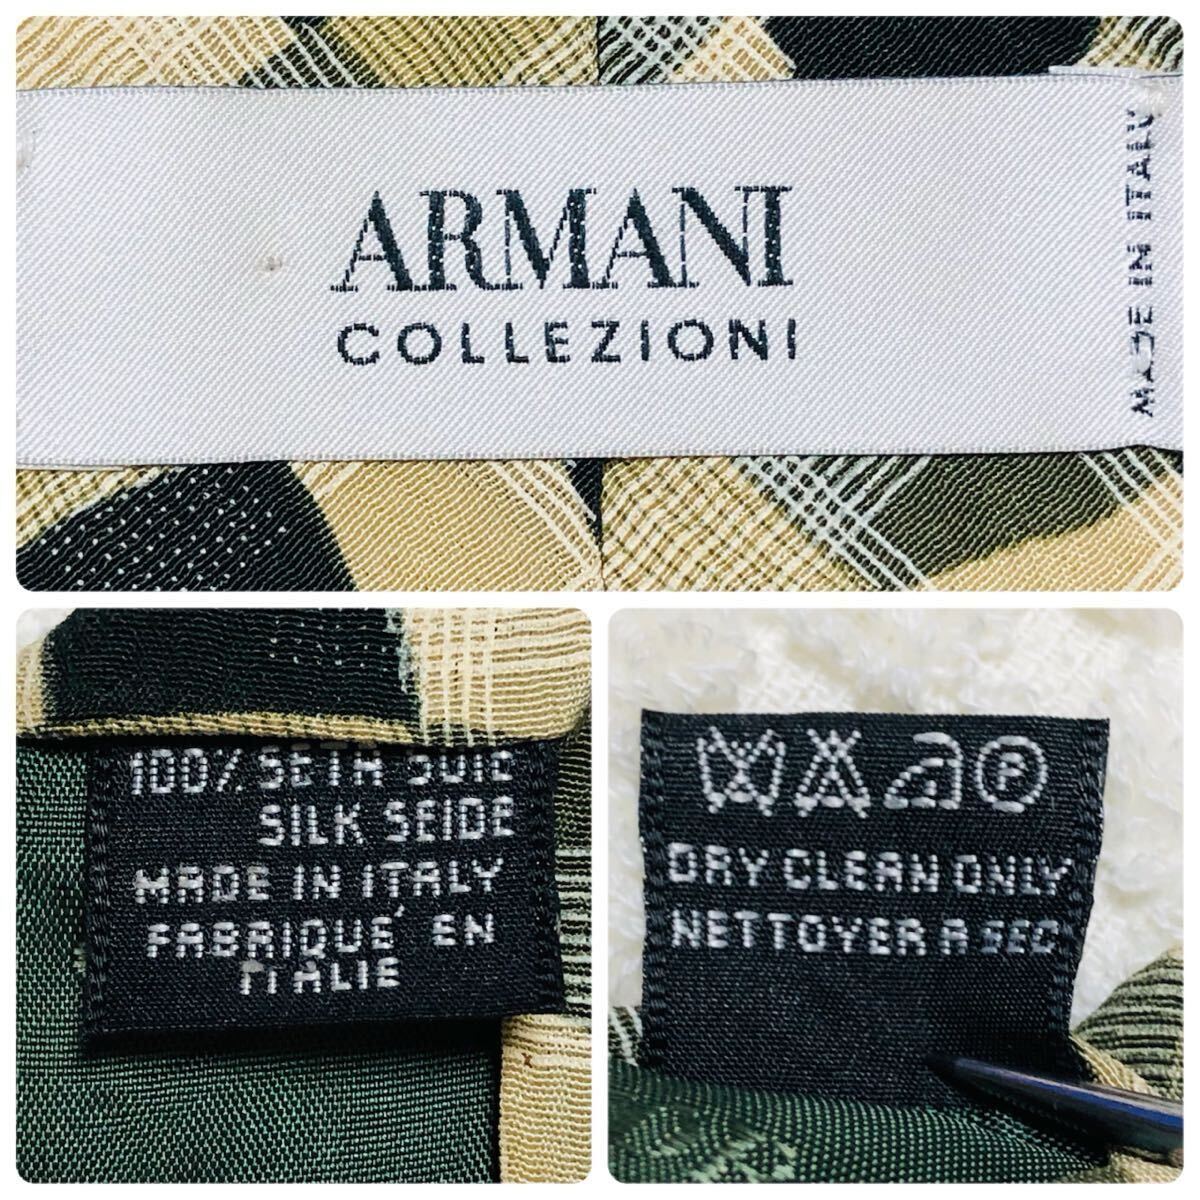 ARMANI
COLLEZIONI
MADE IN ITALY
100% SETA SOIE
SILK SEIDE
MADE IN ITALY
FABRIQUÉ EN
ITALIE
P
DRY CLEAN ONLY
NETTOYER A SEC